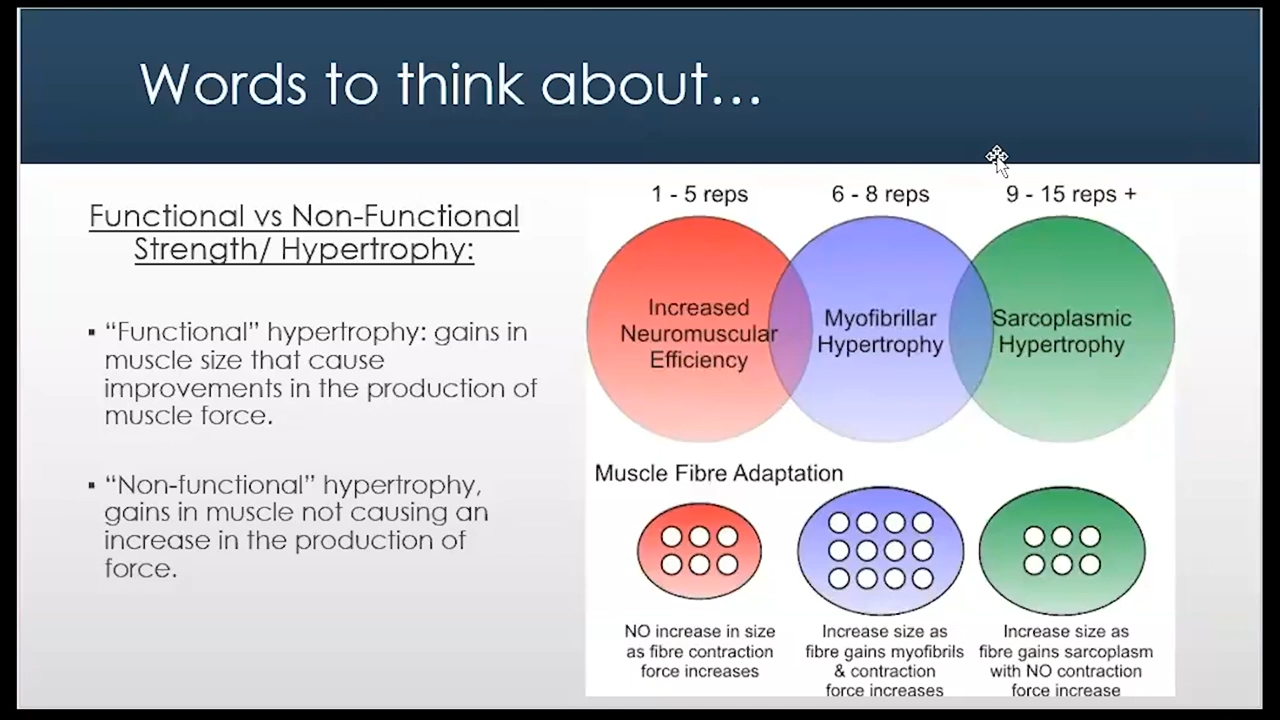 Words to think about...
Functional vs Non-Functional
Strength/ Hypertrophy:
▪ “Functional” hypertrophy: gains in
muscle size that cause
improvements in the production of
muscle force.
▪ “Non-functional” hypertrophy,
gains in muscle not causing an
increase in the production of
force.
1 - 5 reps
6 - 8 reps
9 - 15 reps +
Increased
Neuromuscular
Efficiency
Myofibrillar
Hypertrophy
Sarcoplasmic
Hypertrophy
Muscle Fibre Adaptation
NO increase in size
as fibre contraction
force increases
Increase size as
fibre gains myofibrils
& contraction
force increases
Increase size as
fibre gains sarcoplasm
with NO contraction
force increase